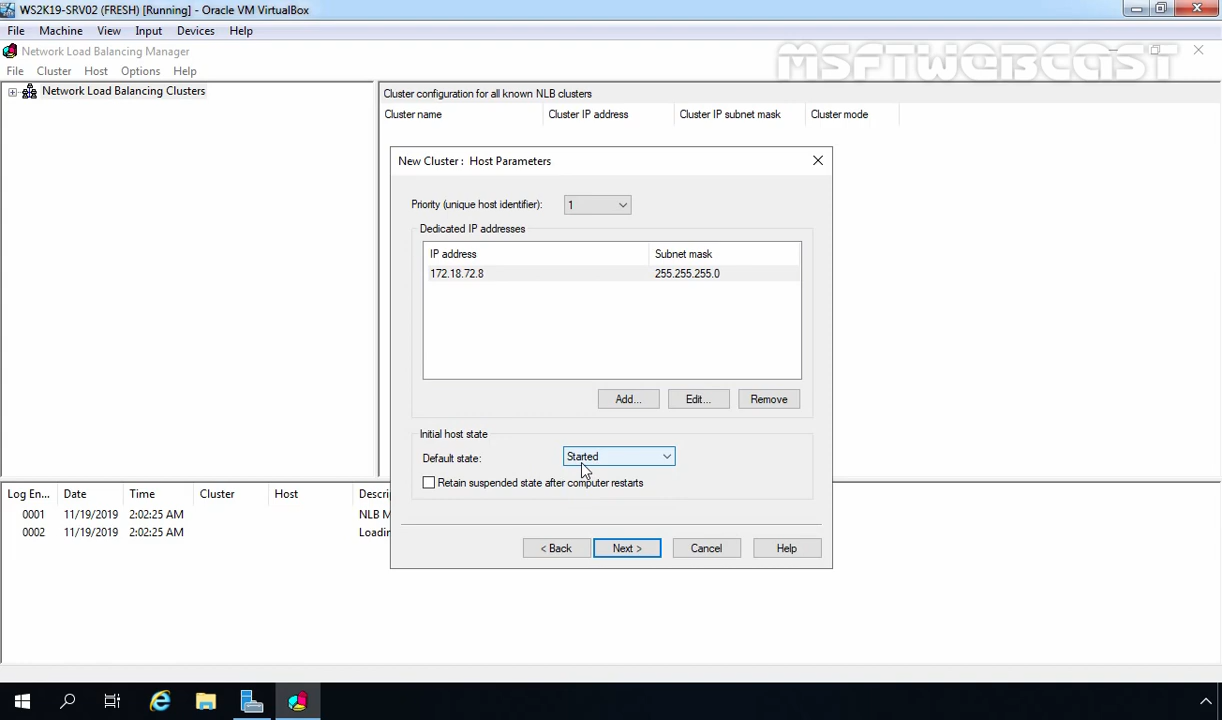 WS2K19-SRV02 (FRESH) [Running] - Oracle VM VirtualBox
File Machine View Input Devices Help
Network Load Balancing Manager
MSFTWEBCAST
File Cluster Host Options Help
Network Load Balancing Clusters
Cluster configuration for all known NLB clusters
Cluster name Cluster IP address Cluster IP subnet mask Cluster mode
New Cluster : Host Parameters
Priority (unique host identifier): 1
Dedicated IP addresses
IP address Subnet mask
172.18.72.8 255.255.255.0
Add... Edit... Remove
Initial host state
Default state: Started
Retain suspended state after computer restarts
Log En... Date Time Cluster Host Descri
0001 11/19/2019 2:02:25 AM NLB M
0002 11/19/2019 2:02:25 AM Loadin
< Back Next > Cancel Help